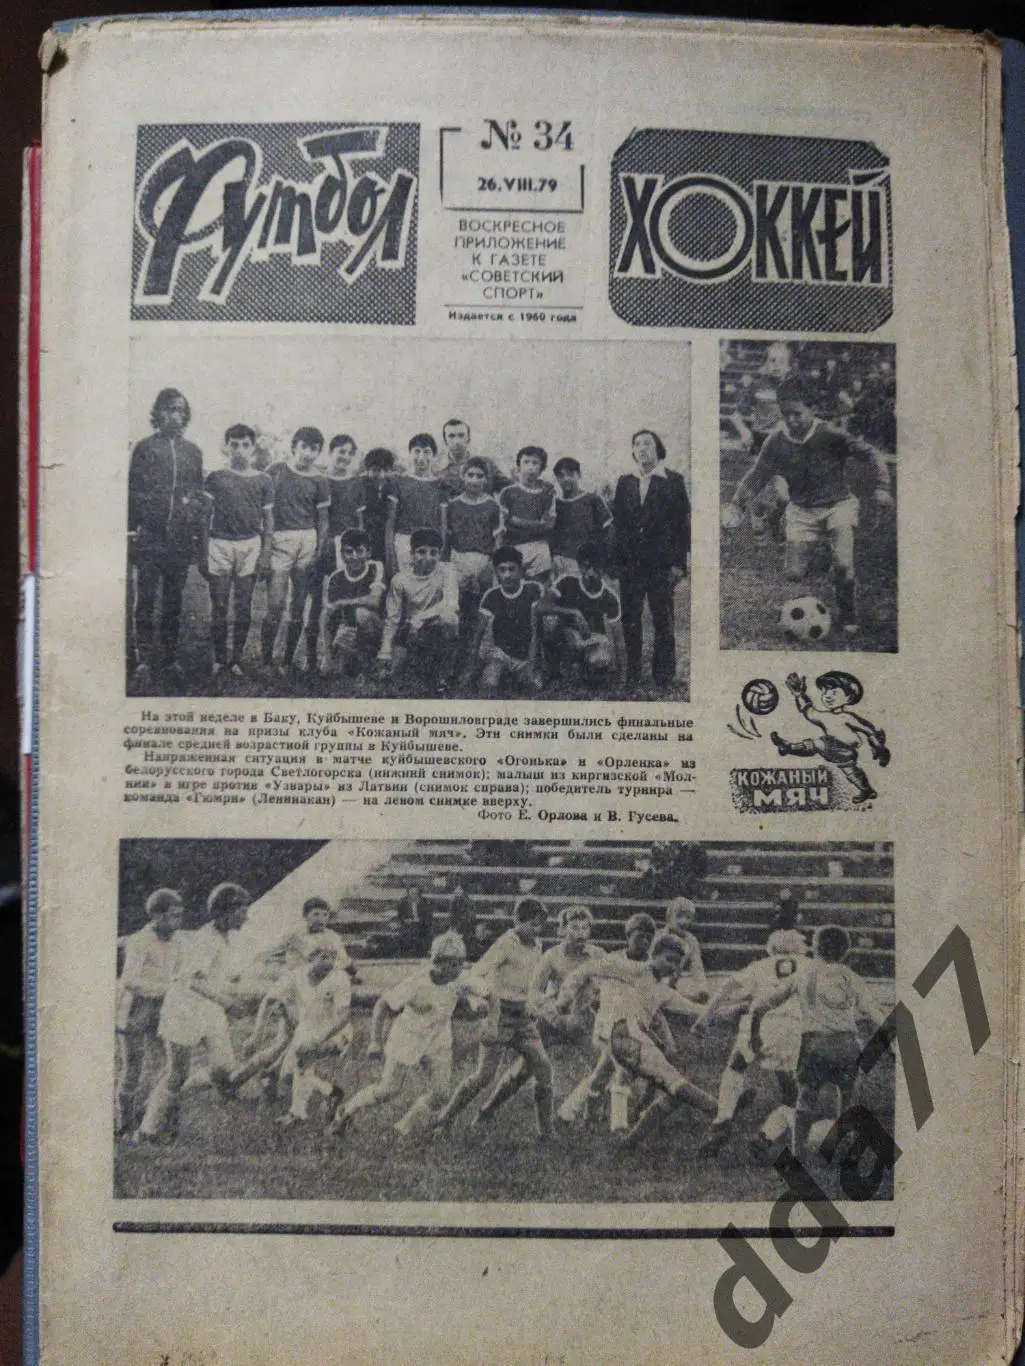 Футбол
№ 34
26.VIII.79
ВОСКРЕСНОЕ
ПРИЛОЖЕНИЕ
К ГАЗЕТЕ
«СОВЕТСКИЙ
СПОРТ»
Издается с 1960 года
ХОККЕЙ
На этой неделе в Баку, Куйбышеве и Ворошиловграде завершились финальные
соревнования на призы клуба «Кожаный мяч». Эти снимки были сделаны на
финале средней возрастной группы в Куйбышеве.
Напряженная ситуация в матче куйбышевского «Огонька» и «Орленка» из
белорусского города Светлогорска (нижний снимок); малыш из киргизской «Мол-
нии» в игре против «Узвары» из Латвии (снимок справа); победитель турнира —
команда «Гюмри» (Ленинакан) — на левом снимке вверху.
Фото Е. Орлова и В. Гусева.
КОЖАНЫЙ
МЯЧ
dda77